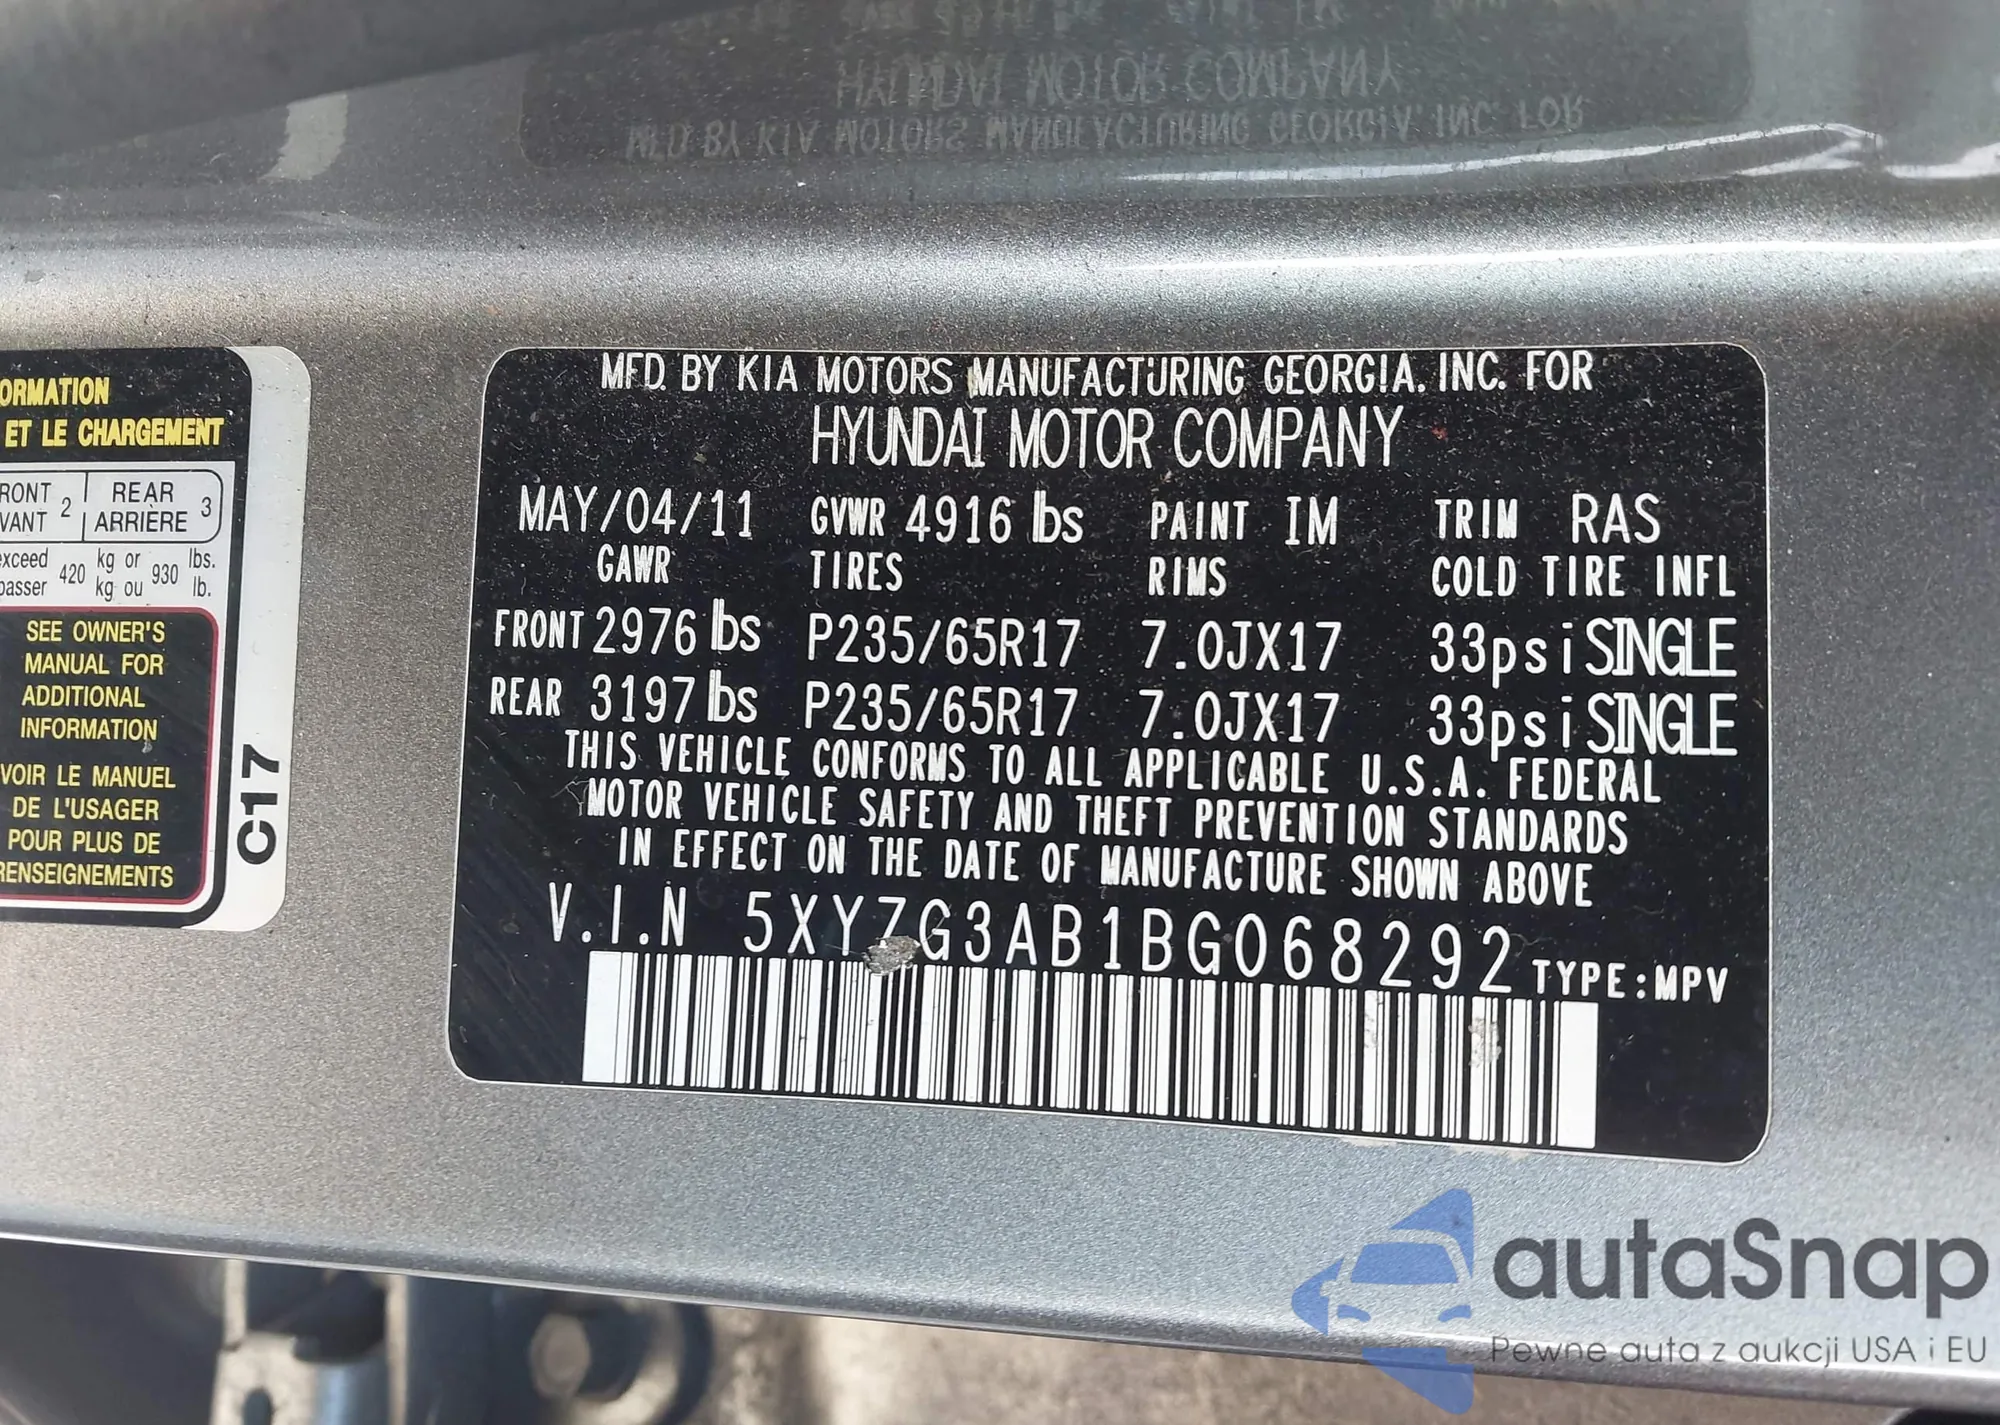 ORMATION
ET LE CHARGEMENT
RONT 2 REAR 3
VANT ARRIÈRE
exceed 420 kg or 930 lbs.
passer kg ou lb.
SEE OWNER'S
MANUAL FOR
ADDITIONAL
INFORMATION
VOIR LE MANUEL
DE L'USAGER
POUR PLUS DE
RENSEIGNEMENTS
C17
MFD. BY KIA MOTORS MANUFACTURING GEORGIA, INC. FOR
HYUNDAI MOTOR COMPANY
MAY/04/11 GVWR 4916 lbs PAINT IM TRIM RAS
GAWR TIRES RIMS COLD TIRE INFL
FRONT 2976 lbs P235/65R17 7.0JX17 33psi SINGLE
REAR 3197 lbs P235/65R17 7.0JX17 33psi SINGLE
THIS VEHICLE CONFORMS TO ALL APPLICABLE U.S.A. FEDERAL
MOTOR VEHICLE SAFETY AND THEFT PREVENTION STANDARDS
IN EFFECT ON THE DATE OF MANUFACTURE SHOWN ABOVE
V.I.N 5XYZG3AB1BG068292 TYPE:MPV
autaSnap
Pewne auta z aukcji USA i EU